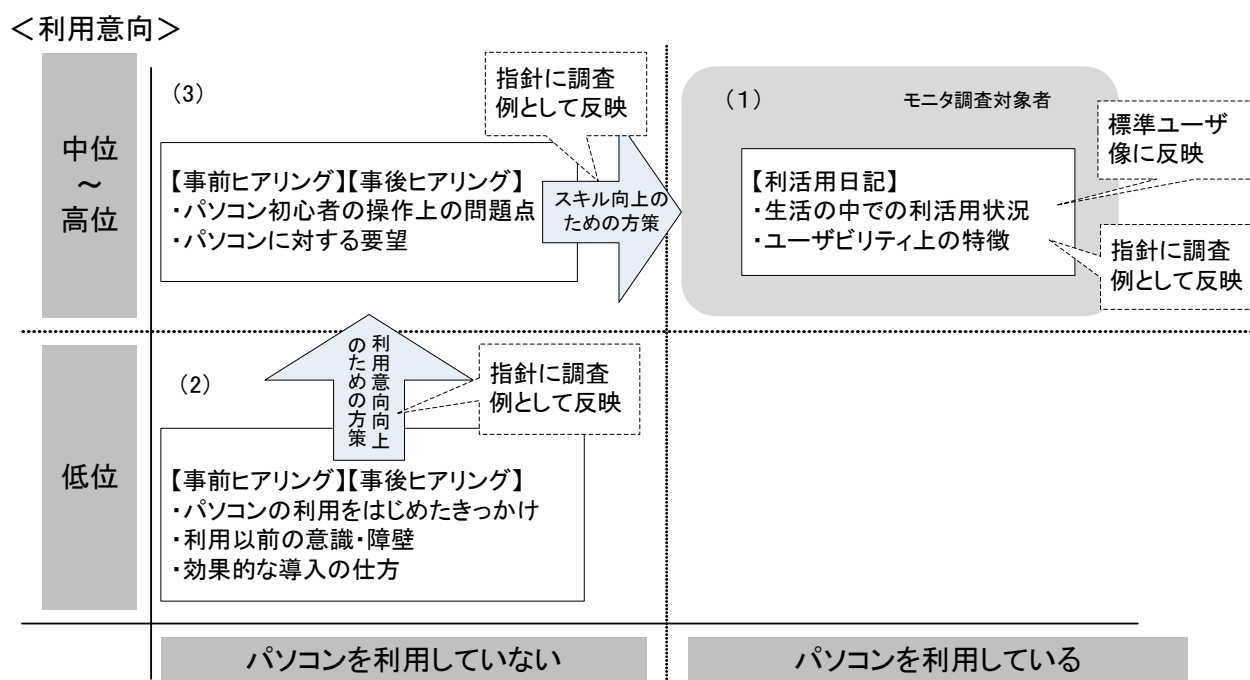 ＜利用意向＞
中位
～
高位
（3）
指針に調査
例として反映
【事前ヒアリング】【事後ヒアリング】
・パソコン初心者の操作上の問題点
・パソコンに対する要望
スキル向上の
ための方策
（1）
モニタ調査対象者
標準ユーザ
像に反映
【利活用日記】
・生活の中での利活用状況
・ユーザビリティ上の特徴
指針に調査
例として反映
低位
（2）
利用意向向上
のための方策
指針に調査
例として反映
【事前ヒアリング】【事後ヒアリング】
・パソコンの利用をはじめたきっかけ
・利用以前の意識・障壁
・効果的な導入の仕方
パソコンを利用していない
パソコンを利用している